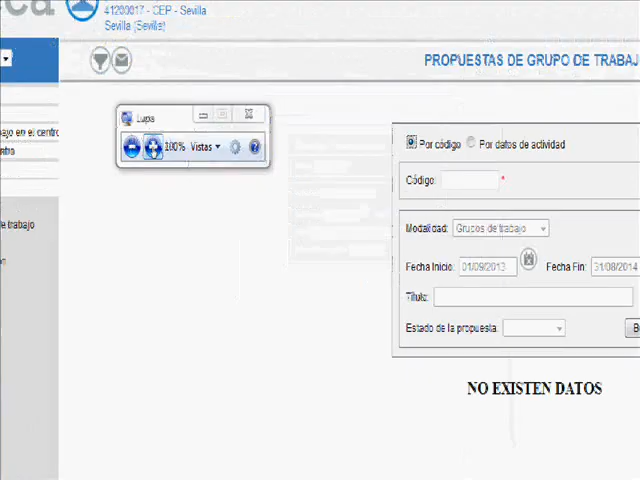 41200017 - CEP - Sevilla
Sevilla (Sevilla)
PROPUESTAS DE GRUPO DE TRABAJ
ajo en el centro
e trabajo
Lupa
100% Vistas
Por código Por datos de actividad
Código: *
Modalidad: Grupos de trabajo
Fecha Inicio: 01/09/2013 Fecha Fin: 31/08/2014
Título:
Estado de la propuesta:
NO EXISTEN DATOS